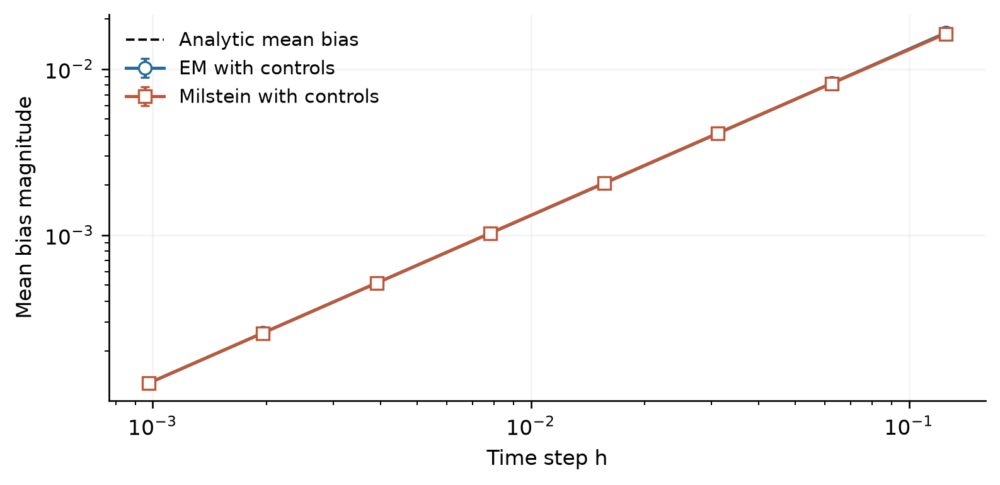 Analytic mean bias
EM with controls
Milstein with controls
Mean bias magnitude
10⁻²
10⁻³
10⁻³
10⁻²
10⁻¹
Time step h